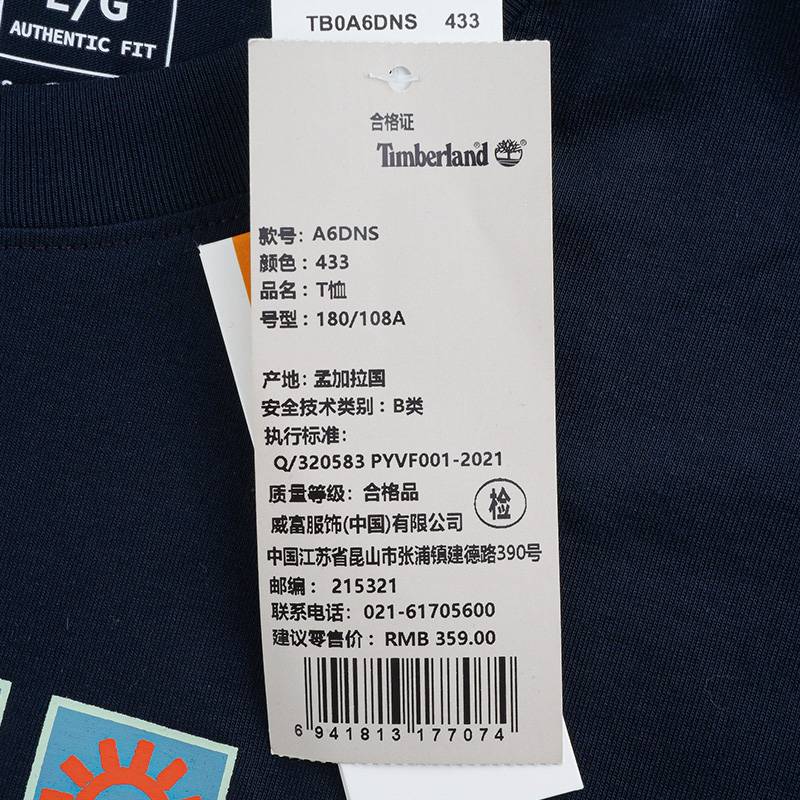 L/G
AUTHENTIC FIT
TB0A6DNS 433
合格证
Timberland
款号: A6DNS
颜色: 433
品名: T恤
号型: 180/108A
产地: 孟加拉国
安全技术类别: B类
执行标准:
Q/320583 PYVF001-2021
质量等级: 合格品
检
威富服饰(中国)有限公司
中国江苏省昆山市张浦镇建德路390号
邮编: 215321
联系电话: 021-61705600
建议零售价: RMB 359.00
6 941813 177074